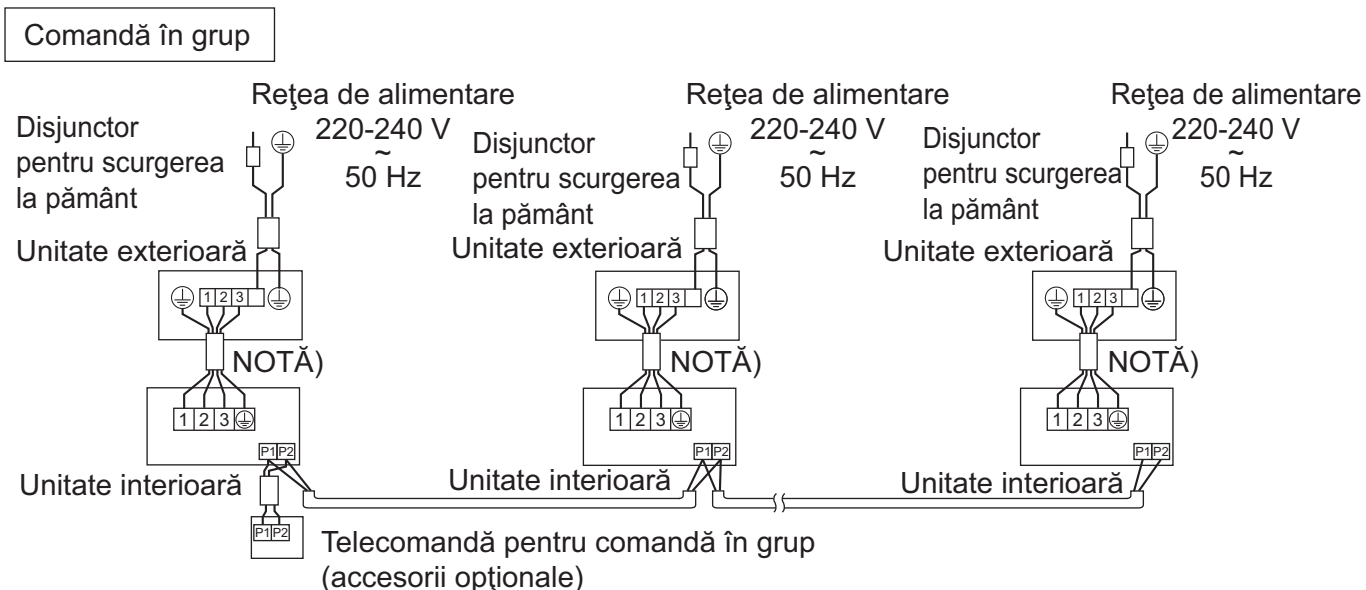 Comandă în grup
Reţea de alimentare
220-240 V
~
50 Hz
Disjunctor
pentru scurgerea
la pământ
Unitate exterioară
1 2 3
NOTĂ)
1 2 3
P1 P2
Unitate interioară
P1 P2
Telecomandă pentru comandă în grup
(accesorii opţionale)
Reţea de alimentare
220-240 V
~
50 Hz
Disjunctor
pentru scurgerea
la pământ
Unitate exterioară
1 2 3
NOTĂ)
1 2 3
P1 P2
Unitate interioară
Reţea de alimentare
220-240 V
~
50 Hz
Disjunctor
pentru scurgerea
la pământ
Unitate exterioară
1 2 3
NOTĂ)
1 2 3
P1 P2
Unitate interioară